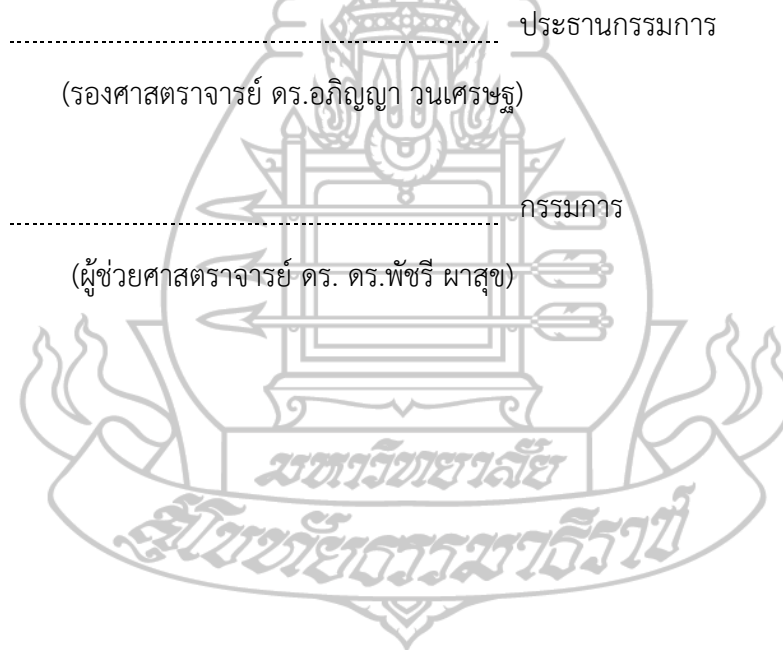 ประธานกรรมการ
(รองศาสตราจารย์ ดร.อภิญญา วนเศรษฐ)
กรรมการ
(ผู้ช่วยศาสตราจารย์ ดร. ดร.พัชรี ผาสุข)
มหาวิทยาลัย
สุโขทัยธรรมาธิราช